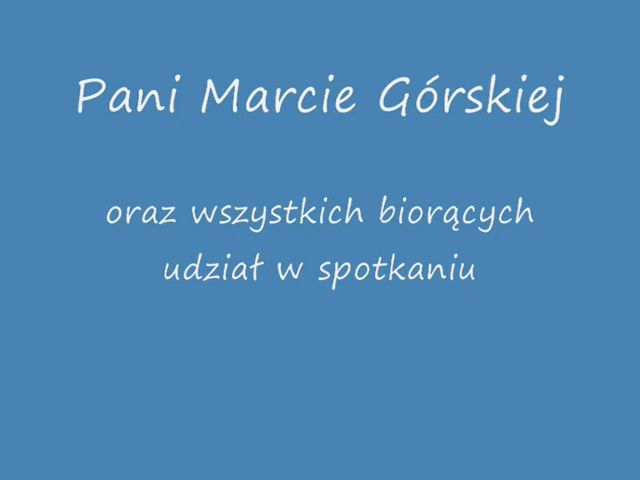 Pani Marcie Górskiej
oraz wszystkich biorących
udział w spotkaniu